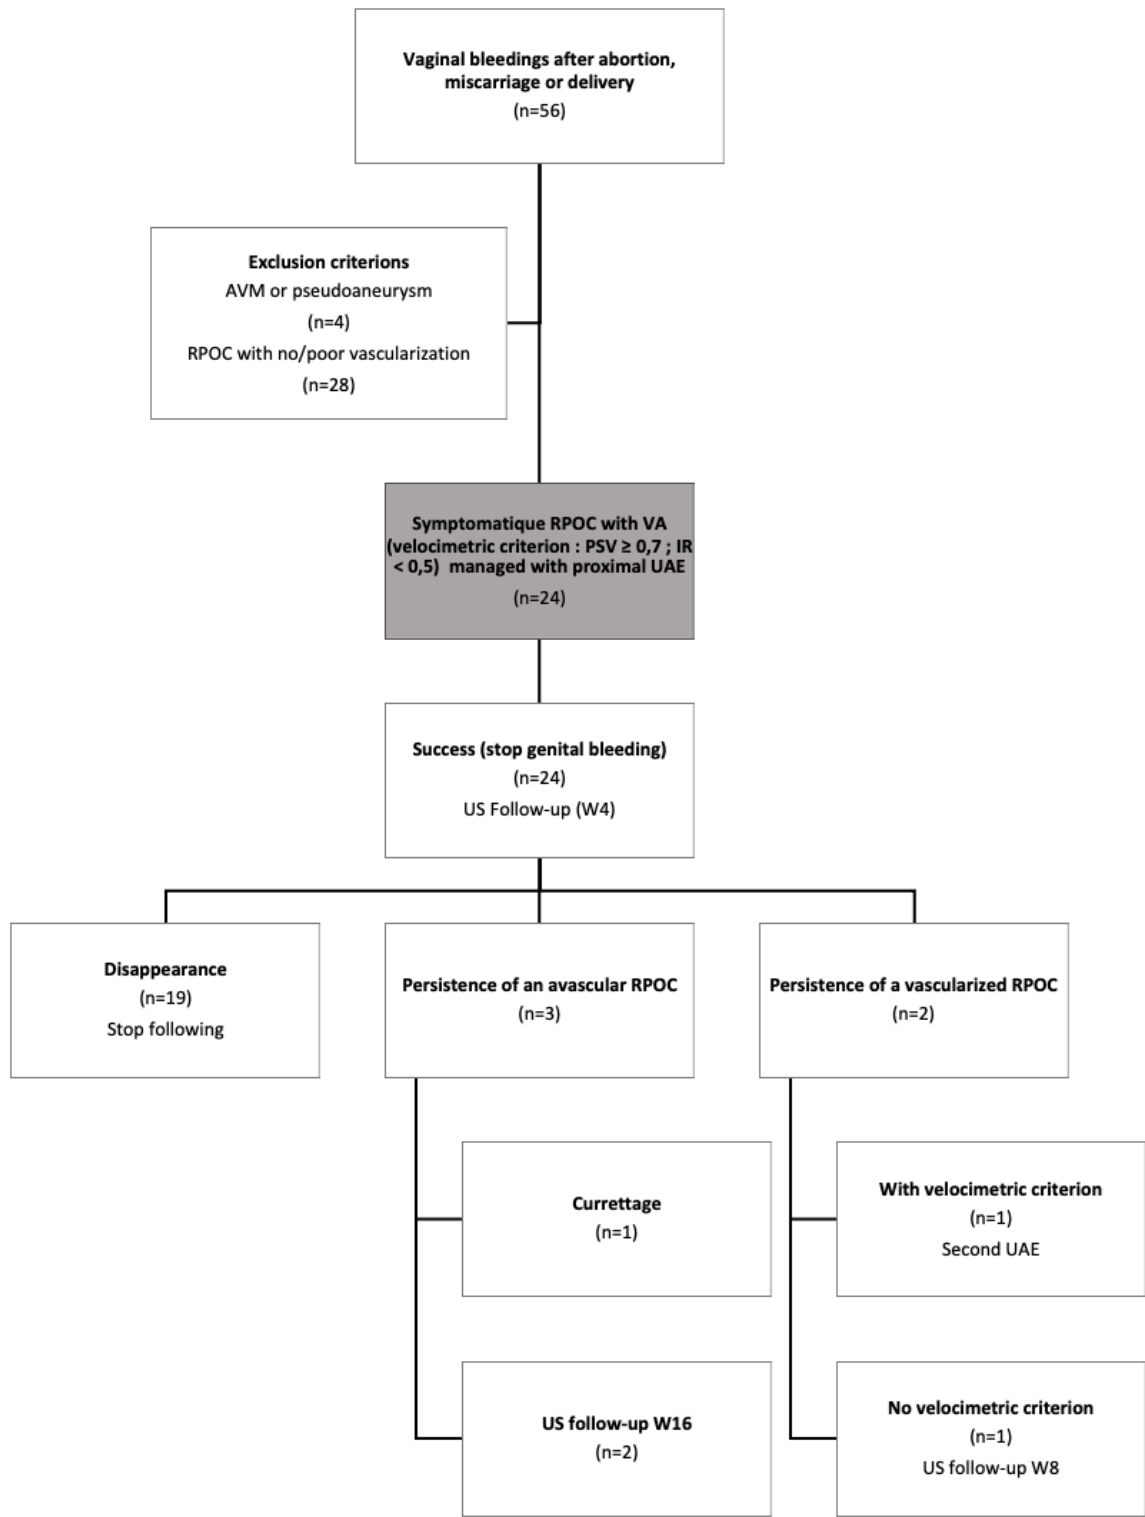 Vaginal bleedings after abortion,
miscarriage or delivery
(n=56)
Exclusion criterions
AVM or pseudoaneurysm
(n=4)
RPOC with no/poor vascularization
(n=28)
Symptomatique RPOC with VA
(velocimetric criterion : PSV ≥ 0,7 ; IR
< 0,5) managed with proximal UAE
(n=24)
Success (stop genital bleeding)
(n=24)
US Follow-up (W4)
Disappearance
(n=19)
Stop following
Persistence of an avascular RPOC
(n=3)
Persistence of a vascularized RPOC
(n=2)
Currettage
(n=1)
With velocimetric criterion
(n=1)
Second UAE
US follow-up W16
(n=2)
No velocimetric criterion
(n=1)
US follow-up W8